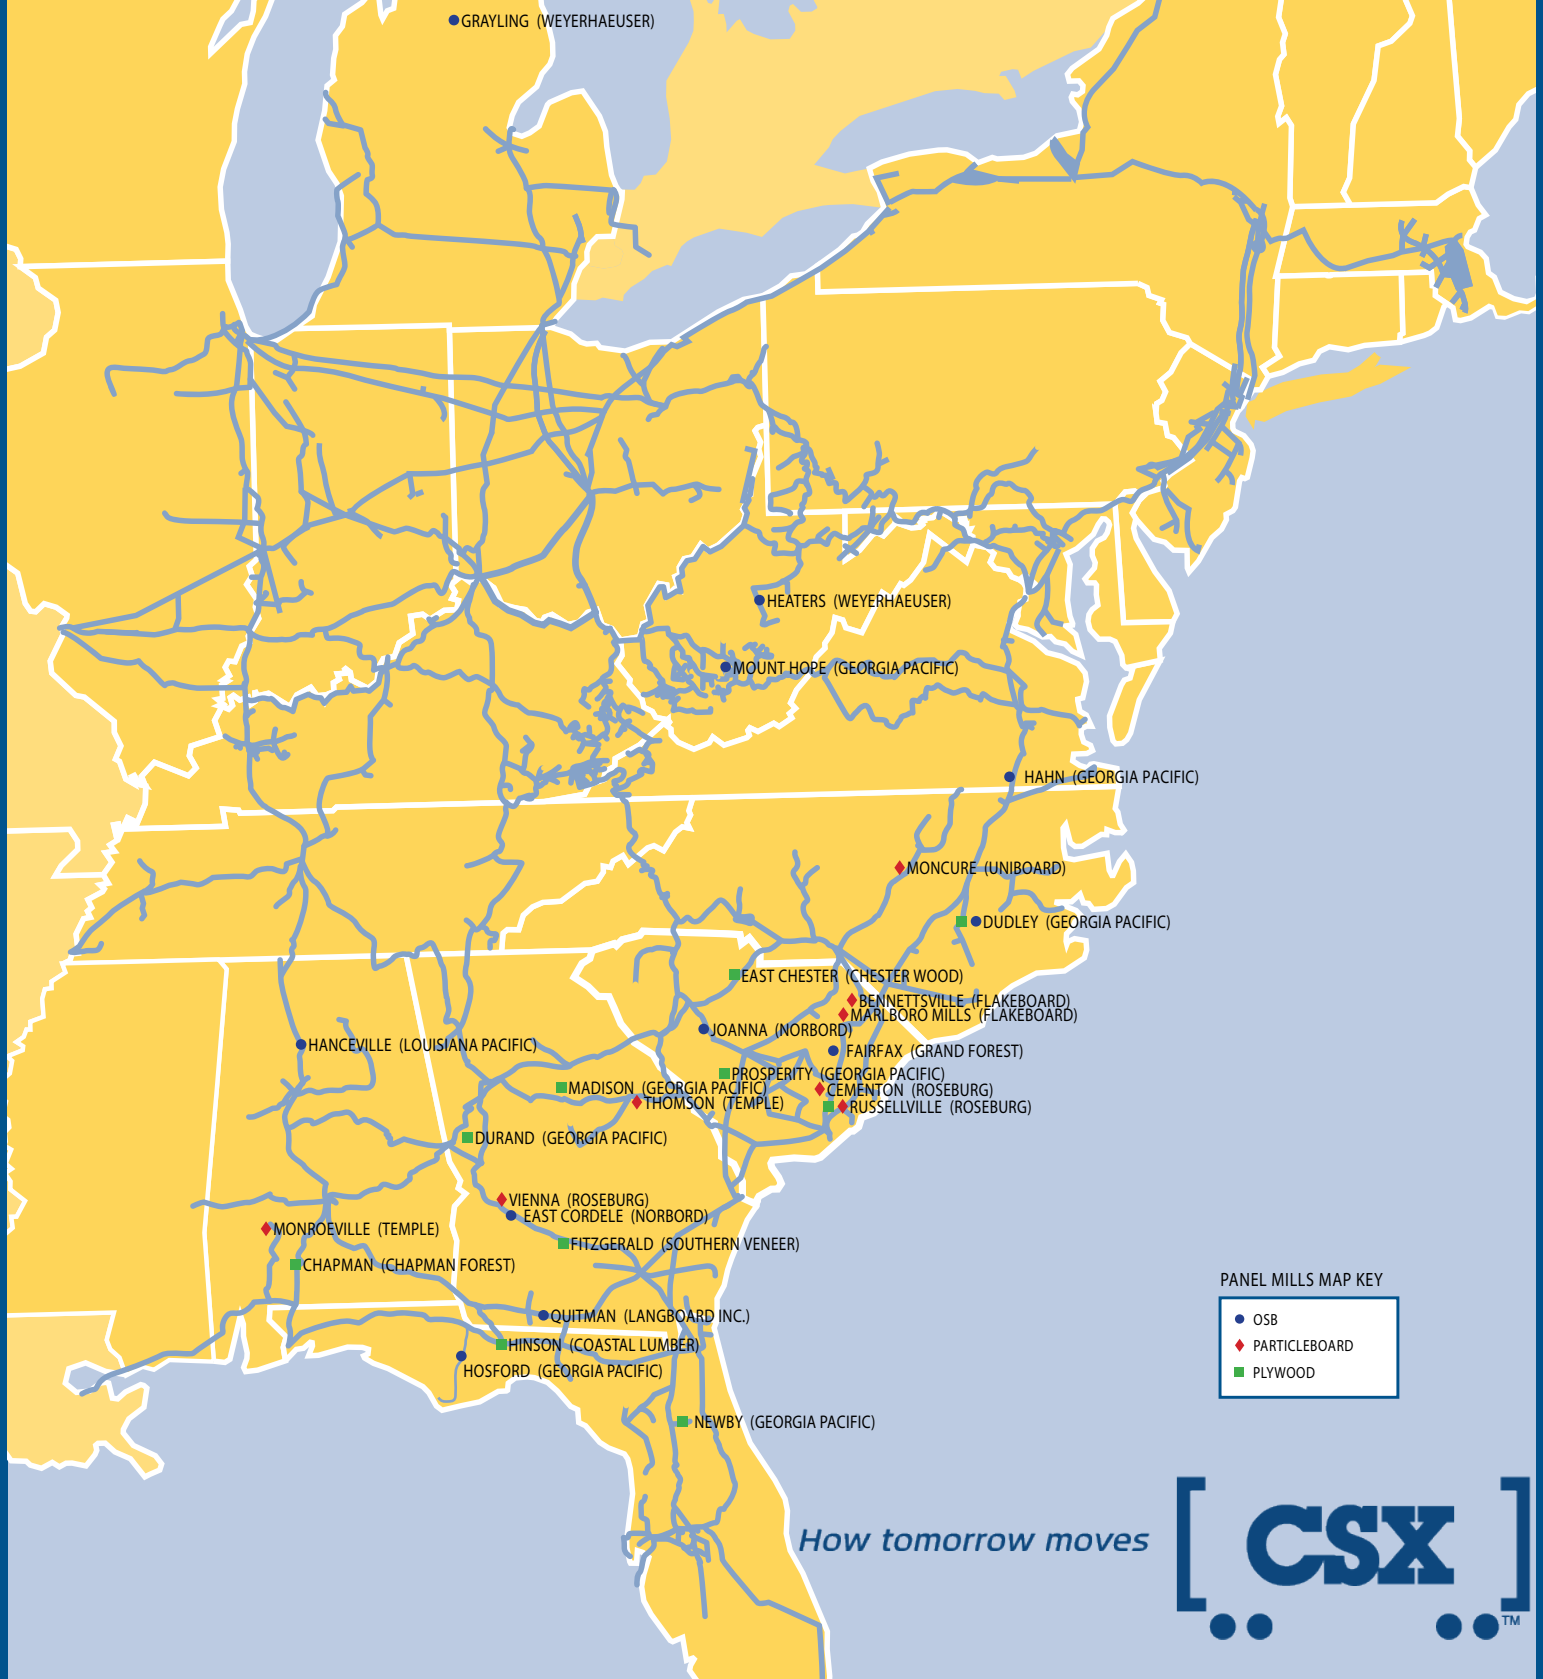 GRAYLING (WEYERHAEUSER)
HEATERS (WEYERHAEUSER)
MOUNT HOPE (GEORGIA PACIFIC)
HAHN (GEORGIA PACIFIC)
MONCURE (UNIBOARD)
DUDLEY (GEORGIA PACIFIC)
EAST CHESTER (CHESTER WOOD)
BENNETTSVILLE (FLAKEBOARD)
MARLBORO MILLS (FLAKEBOARD)
JOANNA (NORBORD)
HANCEVILLE (LOUISIANA PACIFIC)
FAIRFAX (GRAND FOREST)
PROSPERITY (GEORGIA PACIFIC)
MADISON (GEORGIA PACIFIC)
CEMENTON (ROSEBURG)
THOMSON (TEMPLE)
RUSSELLVILLE (ROSEBURG)
DURAND (GEORGIA PACIFIC)
VIENNA (ROSEBURG)
EAST CORDELE (NORBORD)
MONROEVILLE (TEMPLE)
FITZGERALD (SOUTHERN VENEER)
CHAPMAN (CHAPMAN FOREST)
QUITMAN (LANGBOARD INC.)
HINSON (COASTAL LUMBER)
HOSFORD (GEORGIA PACIFIC)
NEWBY (GEORGIA PACIFIC)
PANEL MILLS MAP KEY
OSB
PARTICLEBOARD
PLYWOOD
How tomorrow moves
CSX
TM